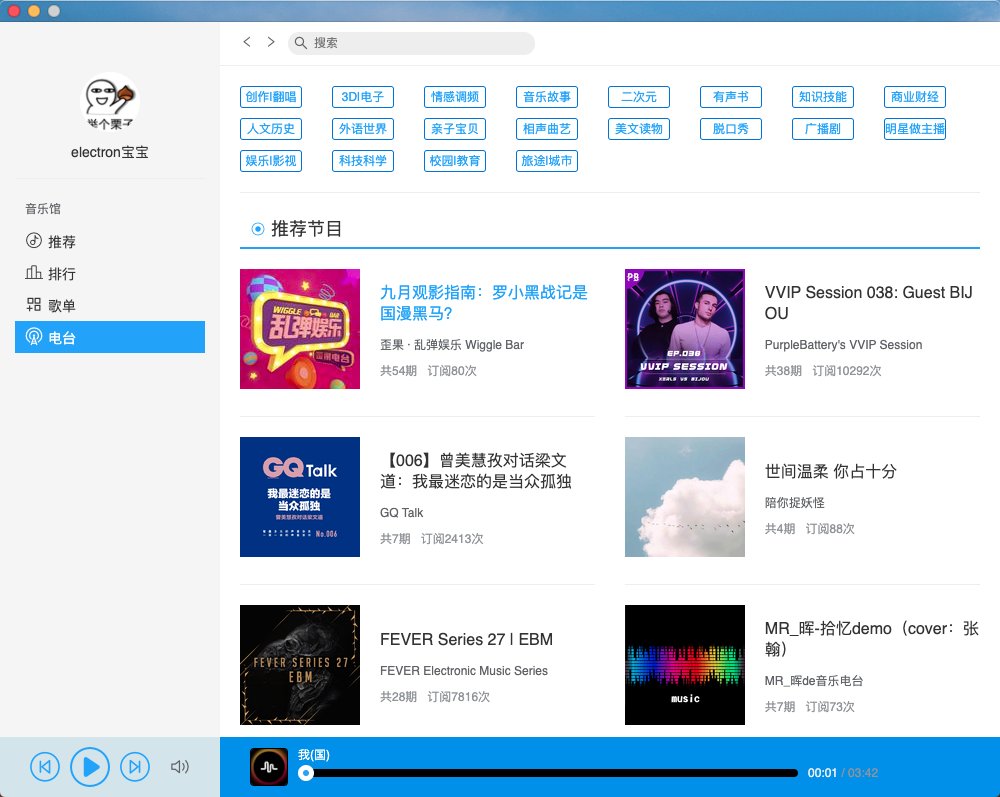 搜索
举个栗子
electron宝宝
音乐馆
推荐
排行
歌单
电台
创作|翻唱
3D|电子
情感调频
音乐故事
二次元
有声书
知识技能
商业财经
人文历史
外语世界
亲子宝贝
相声曲艺
美文读物
脱口秀
广播剧
明星做主播
娱乐|影视
科技科学
校园|教育
旅途|城市
推荐节目
WIGGLE BAR
乱弹娱乐
歪果电台
九月观影指南：罗小黑战记是
国漫黑马?
歪果 · 乱弹娱乐 Wiggle Bar
共54期 订阅80次
PB
EP.038
VVIP SESSION
KERLS VS BIJOU
VVIP Session 038: Guest BIJ
OU
PurpleBattery's VVIP Session
共38期 订阅10292次
GQ Talk
我最迷恋的是
当众孤独
曾美慧孜对话梁文道
No.006
【006】曾美慧孜对话梁文
道：我最迷恋的是当众孤独
GQ Talk
共7期 订阅2413次
世间温柔 你占十分
陪你捉妖怪
共4期 订阅88次
FEVER SERIES 27
EBM
FEVER Series 27 | EBM
FEVER Electronic Music Series
共28期 订阅7816次
music
MR_晖-拾忆demo（cover：张
翰）
MR_晖de音乐电台
共7期 订阅73次
我(国)
00:01 / 03:42